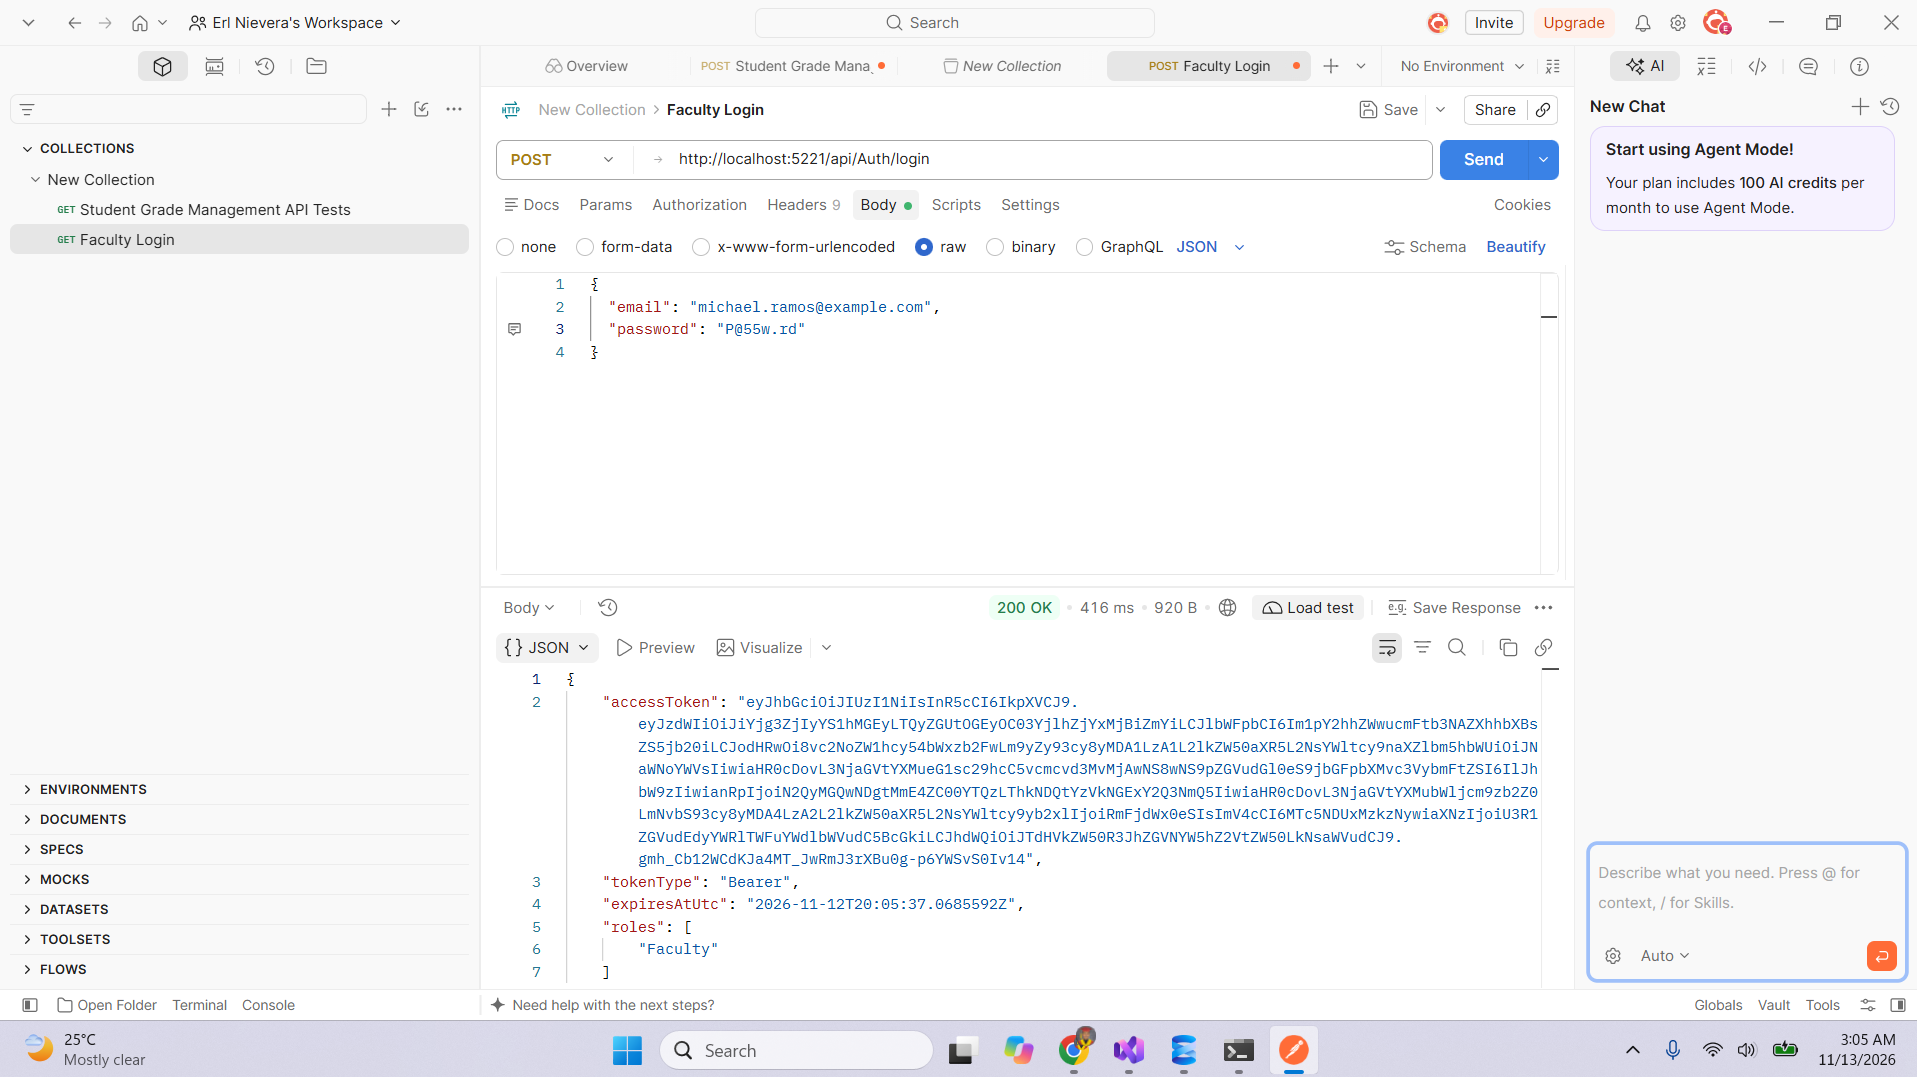 Erl Nievera's Workspace
Search
Invite
Upgrade
E
Overview
POST Student Grade Mana
New Collection
POST Faculty Login
No Environment
AI
New Collection > Faculty Login
Save
Share
New Chat
COLLECTIONS
New Collection
GET Student Grade Management API Tests
GET Faculty Login
POST
http://localhost:5221/api/Auth/login
Send
Start using Agent Mode!
Your plan includes 100 AI credits per
month to use Agent Mode.
Docs
Params
Authorization
Headers 9
Body
Scripts
Settings
Cookies
none
form-data
x-www-form-urlencoded
raw
binary
GraphQL
JSON
Schema
Beautify
1 {
2 "email": "michael.ramos@example.com",
3 "password": "P@55w.rd"
4 }
Body
200 OK
416 ms
920 B
Load test
e.g. Save Response
{} JSON
Preview
Visualize
1 {
2 "accessToken": "eyJhbGciOiJIUzI1NiIsInR5cCI6IkpXVCJ9.
3 "tokenType": "Bearer",
4 "expiresAtUtc": "2026-11-12T20:05:37.0685592Z",
5 "roles": [
6 "Faculty"
7 ]
ENVIRONMENTS
DOCUMENTS
SPECS
MOCKS
DATASETS
TOOLSETS
FLOWS
Describe what you need. Press @ for
context, / for Skills.
Auto
Open Folder
Terminal
Console
Need help with the next steps?
Globals
Vault
Tools
25°C
Mostly clear
Search
3:05 AM
11/13/2026